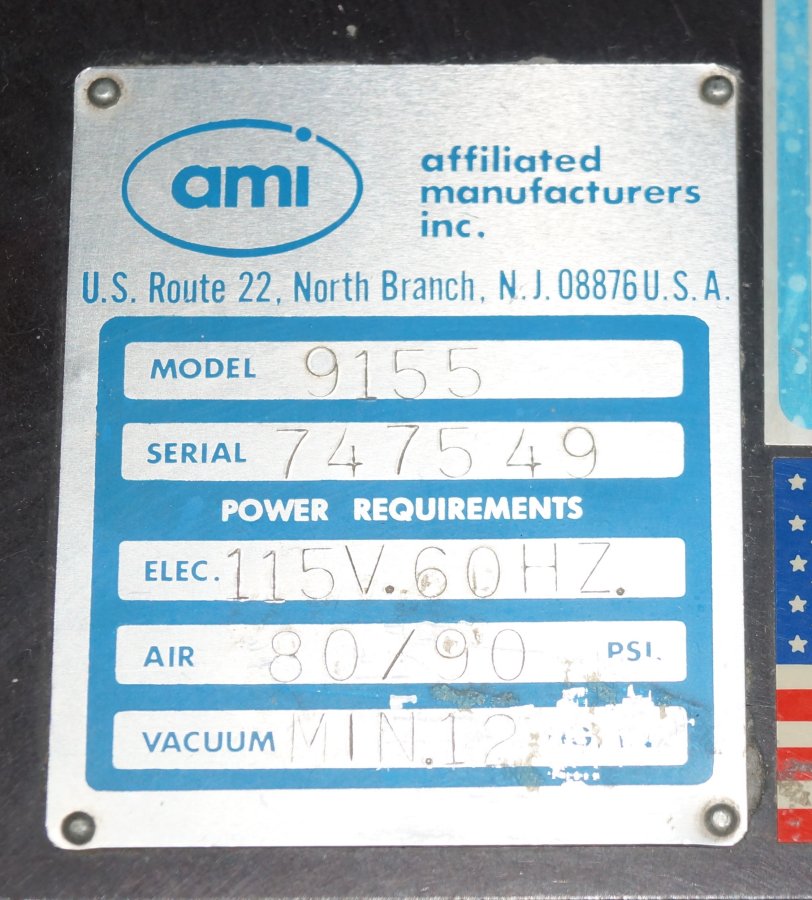 ami
affiliated
manufacturers
inc.
U.S. Route 22, North Branch, N.J. 08876 U.S.A.
MODEL 9155
SERIAL 747549
POWER REQUIREMENTS
ELEC. 115V. 60HZ.
AIR 80/90 PSI.
VACUUM MIN. 12